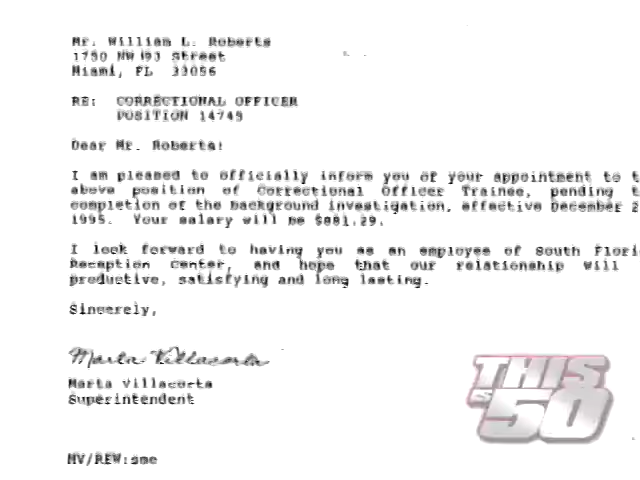 Mr. William L. Roberts
1750 NW 193 Street
Miami, FL 33056
RE: CORRECTIONAL OFFICER
POSITION 14745
Dear Mr. Roberts:
I am pleased to officially inform you of your appointment to t
above position of Correctional Officer Trainee, pending t
completion of the background investigation, effective December 2
1995. Your salary will be $881.29.
I look forward to having you as an employee of South Flori
Reception Center, and hope that our relationship will
productive, satisfying and long lasting.
Sincerely,
Marta Villacorta
Marta Villacorta
Superintendent
MV/REW:sme
THIS
IS 50